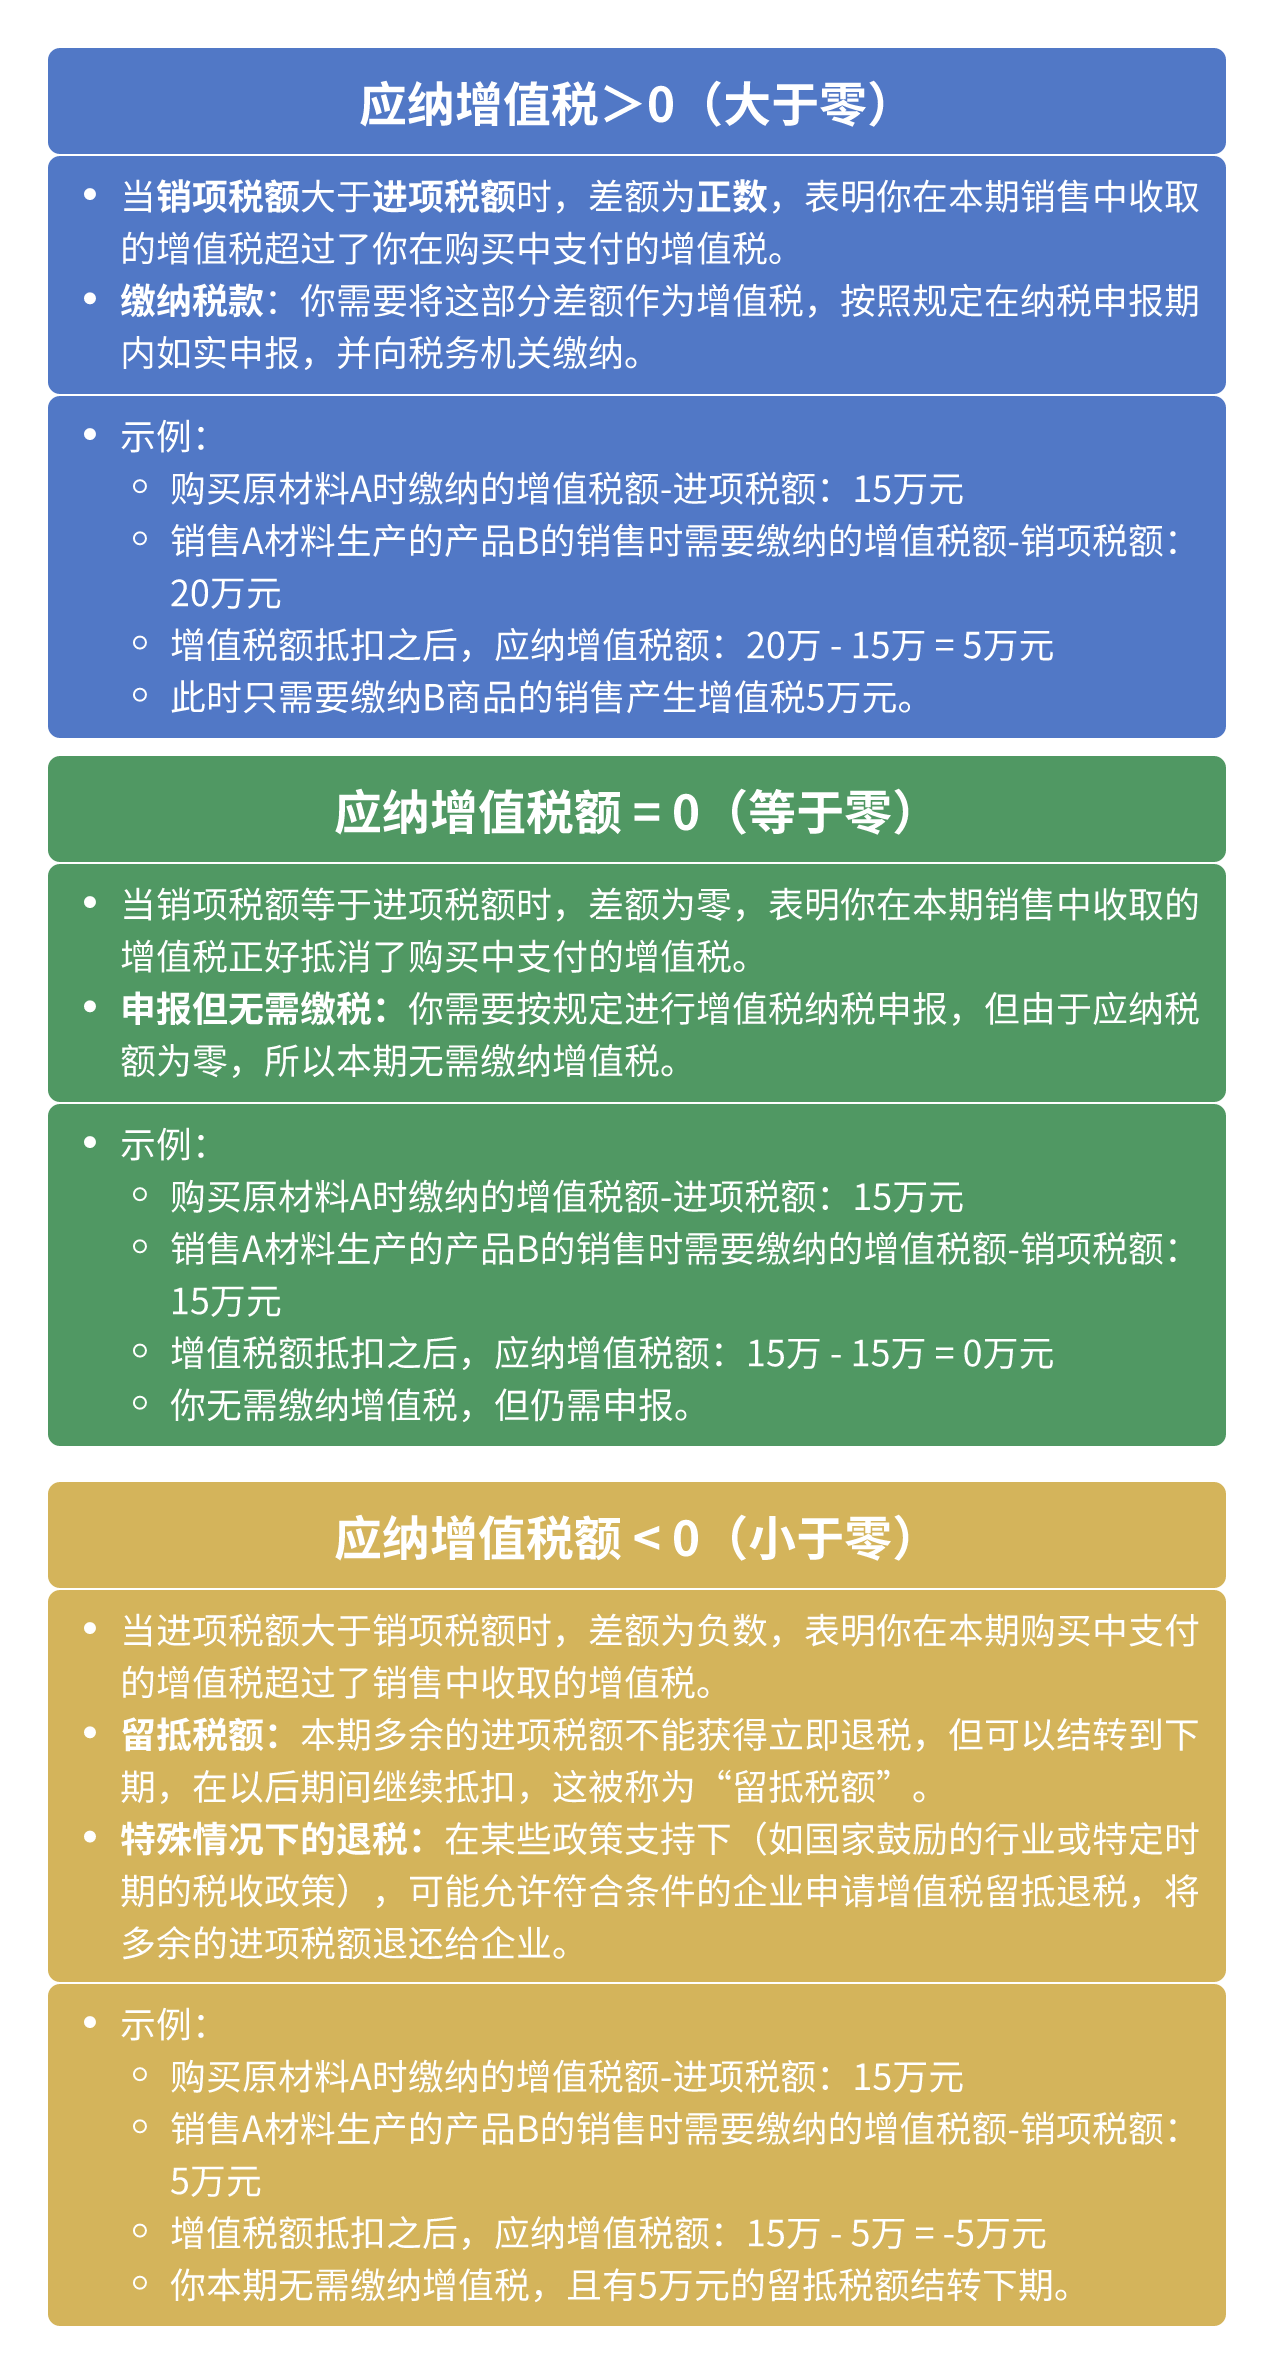 应纳增值税＞0（大于零）
当销项税额大于进项税额时，差额为正数，表明你在本期销售中收取
的增值税超过了你在购买中支付的增值税。
缴纳税款：你需要将这部分差额作为增值税，按照规定在纳税申报期
内如实申报，并向税务机关缴纳。
示例：
购买原材料A时缴纳的增值税额-进项税额：15万元
销售A材料生产的产品B的销售时需要缴纳的增值税额-销项税额：
20万元
增值税额抵扣之后，应纳增值税额：20万 - 15万 = 5万元
此时只需要缴纳B商品的销售产生增值税5万元。
应纳增值税额 = 0（等于零）
当销项税额等于进项税额时，差额为零，表明你在本期销售中收取的
增值税正好抵消了购买中支付的增值税。
申报但无需缴税：你需要按规定进行增值税纳税申报，但由于应纳税
额为零，所以本期无需缴纳增值税。
示例：
购买原材料A时缴纳的增值税额-进项税额：15万元
销售A材料生产的产品B的销售时需要缴纳的增值税额-销项税额：
15万元
增值税额抵扣之后，应纳增值税额：15万 - 15万 = 0万元
你无需缴纳增值税，但仍需申报。
应纳增值税额 < 0（小于零）
当进项税额大于销项税额时，差额为负数，表明你在本期购买中支付
的增值税超过了销售中收取的增值税。
留抵税额：本期多余的进项税额不能获得立即退税，但可以结转到下
期，在以后期间继续抵扣，这被称为“留抵税额”。
特殊情况下的退税：在某些政策支持下（如国家鼓励的行业或特定时
期的税收政策），可能允许符合条件的企业申请增值税留抵退税，将
多余的进项税额退还给企业。
示例：
购买原材料A时缴纳的增值税额-进项税额：15万元
销售A材料生产的产品B的销售时需要缴纳的增值税额-销项税额：
5万元
增值税额抵扣之后，应纳增值税额：15万 - 5万 = -5万元
你本期无需缴纳增值税，且有5万元的留抵税额结转下期。